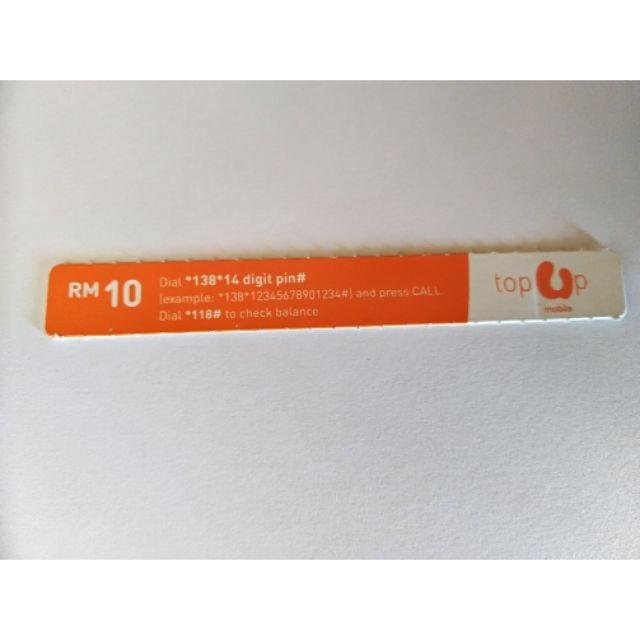 RM 10
Dial *138*14 digit pin#
(example: *138*12345678901234#) and press CALL.
Dial *118# to check balance
top Up
mobile